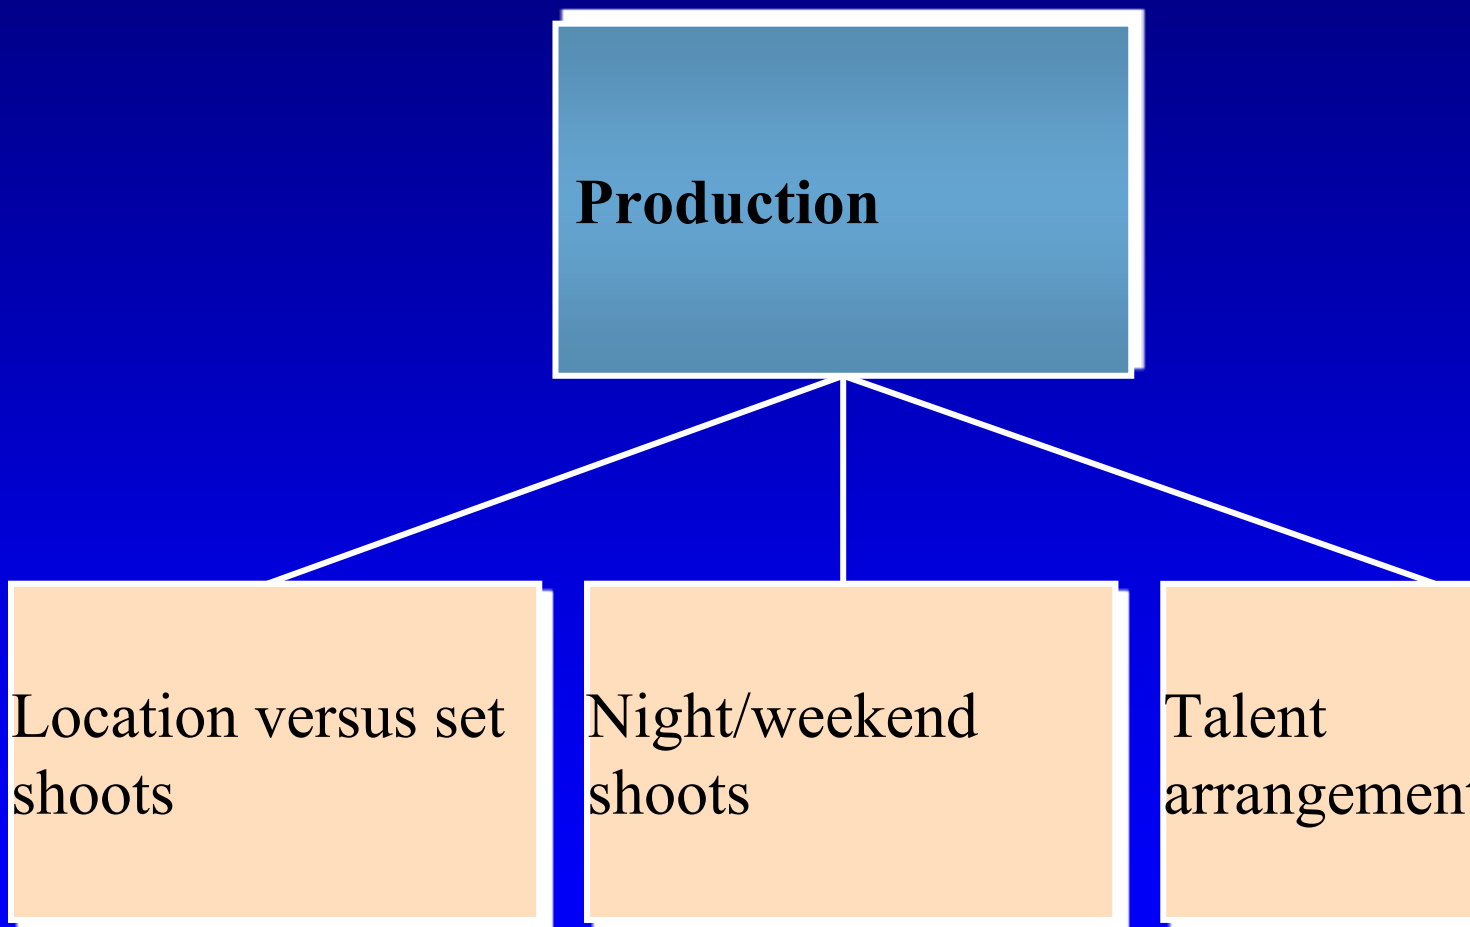 Production
Location versus set
shoots
Night/weekend
shoots
Talent